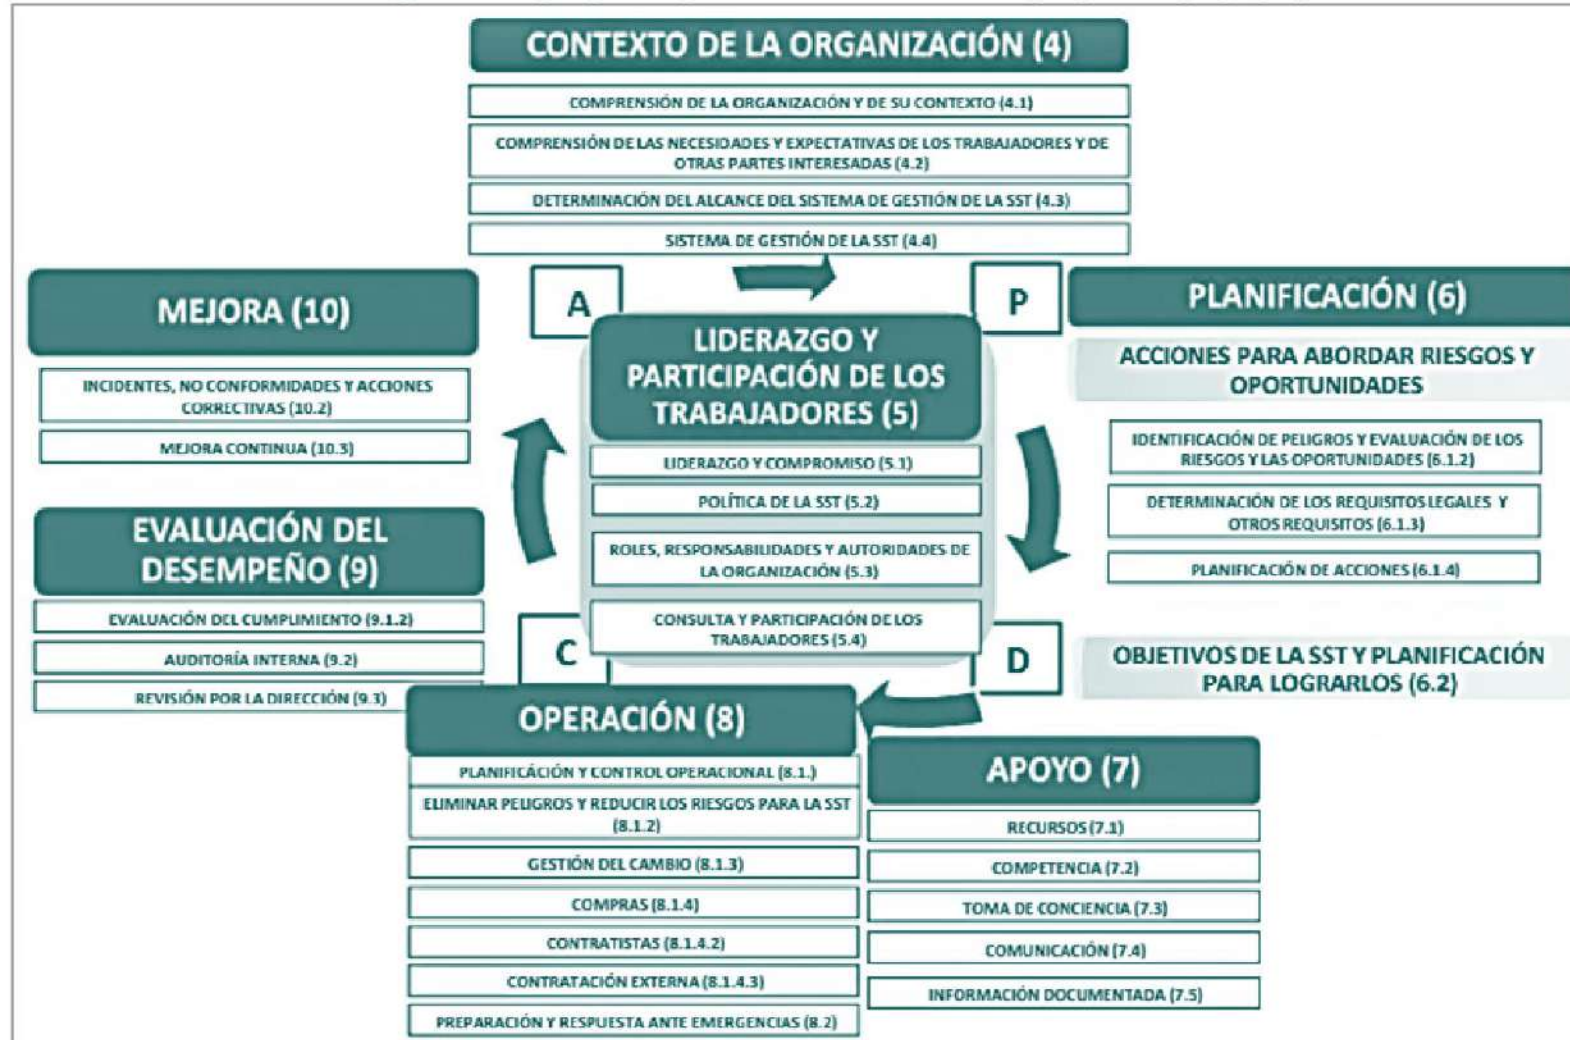 CONTEXTO DE LA ORGANIZACIÓN (4)
COMPRENSIÓN DE LA ORGANIZACIÓN Y DE SU CONTEXTO (4.1)
COMPRENSIÓN DE LAS NECESIDADES Y EXPECTATIVAS DE LOS TRABAJADORES Y DE
OTRAS PARTES INTERESADAS (4.2)
DETERMINACIÓN DEL ALCANCE DEL SISTEMA DE GESTIÓN DE LA SST (4.3)
SISTEMA DE GESTIÓN DE LA SST (4.4)
A
P
LIDERAZGO Y
PARTICIPACIÓN DE LOS
TRABAJADORES (5)
LIDERAZGO Y COMPROMISO (5.1)
POLÍTICA DE LA SST (5.2)
ROLES, RESPONSABILIDADES Y AUTORIDADES DE
LA ORGANIZACIÓN (5.3)
CONSULTA Y PARTICIPACIÓN DE LOS
TRABAJADORES (5.4)
C
D
PLANIFICACIÓN (6)
ACCIONES PARA ABORDAR RIESGOS Y
OPORTUNIDADES
IDENTIFICACIÓN DE PELIGROS Y EVALUACIÓN DE LOS
RIESGOS Y LAS OPORTUNIDADES (6.1.2)
DETERMINACIÓN DE LOS REQUISITOS LEGALES Y
OTROS REQUISITOS (6.1.3)
PLANIFICACIÓN DE ACCIONES (6.1.4)
OBJETIVOS DE LA SST Y PLANIFICACIÓN
PARA LOGRARLOS (6.2)
APOYO (7)
RECURSOS (7.1)
COMPETENCIA (7.2)
TOMA DE CONCIENCIA (7.3)
COMUNICACIÓN (7.4)
INFORMACIÓN DOCUMENTADA (7.5)
OPERACIÓN (8)
PLANIFICÁCIÓN Y CONTROL OPERACIONAL (8.1.)
ELIMINAR PELIGROS Y REDUCIR LOS RIESGOS PARA LA SST
(8.1.2)
GESTIÓN DEL CAMBIO (8.1.3)
COMPRAS (8.1.4)
CONTRATISTAS (8.1.4.2)
CONTRATACIÓN EXTERNA (8.1.4.3)
PREPARACIÓN Y RESPUESTA ANTE EMERGENCIAS (8.2)
EVALUACIÓN DEL
DESEMPEÑO (9)
EVALUACIÓN DEL CUMPLIMIENTO (9.1.2)
AUDITORÍA INTERNA (9.2)
REVISIÓN POR LA DIRECCIÓN (9.3)
MEJORA (10)
INCIDENTES, NO CONFORMIDADES Y ACCIONES
CORRECTIVAS (10.2)
MEJORA CONTINUA (10.3)